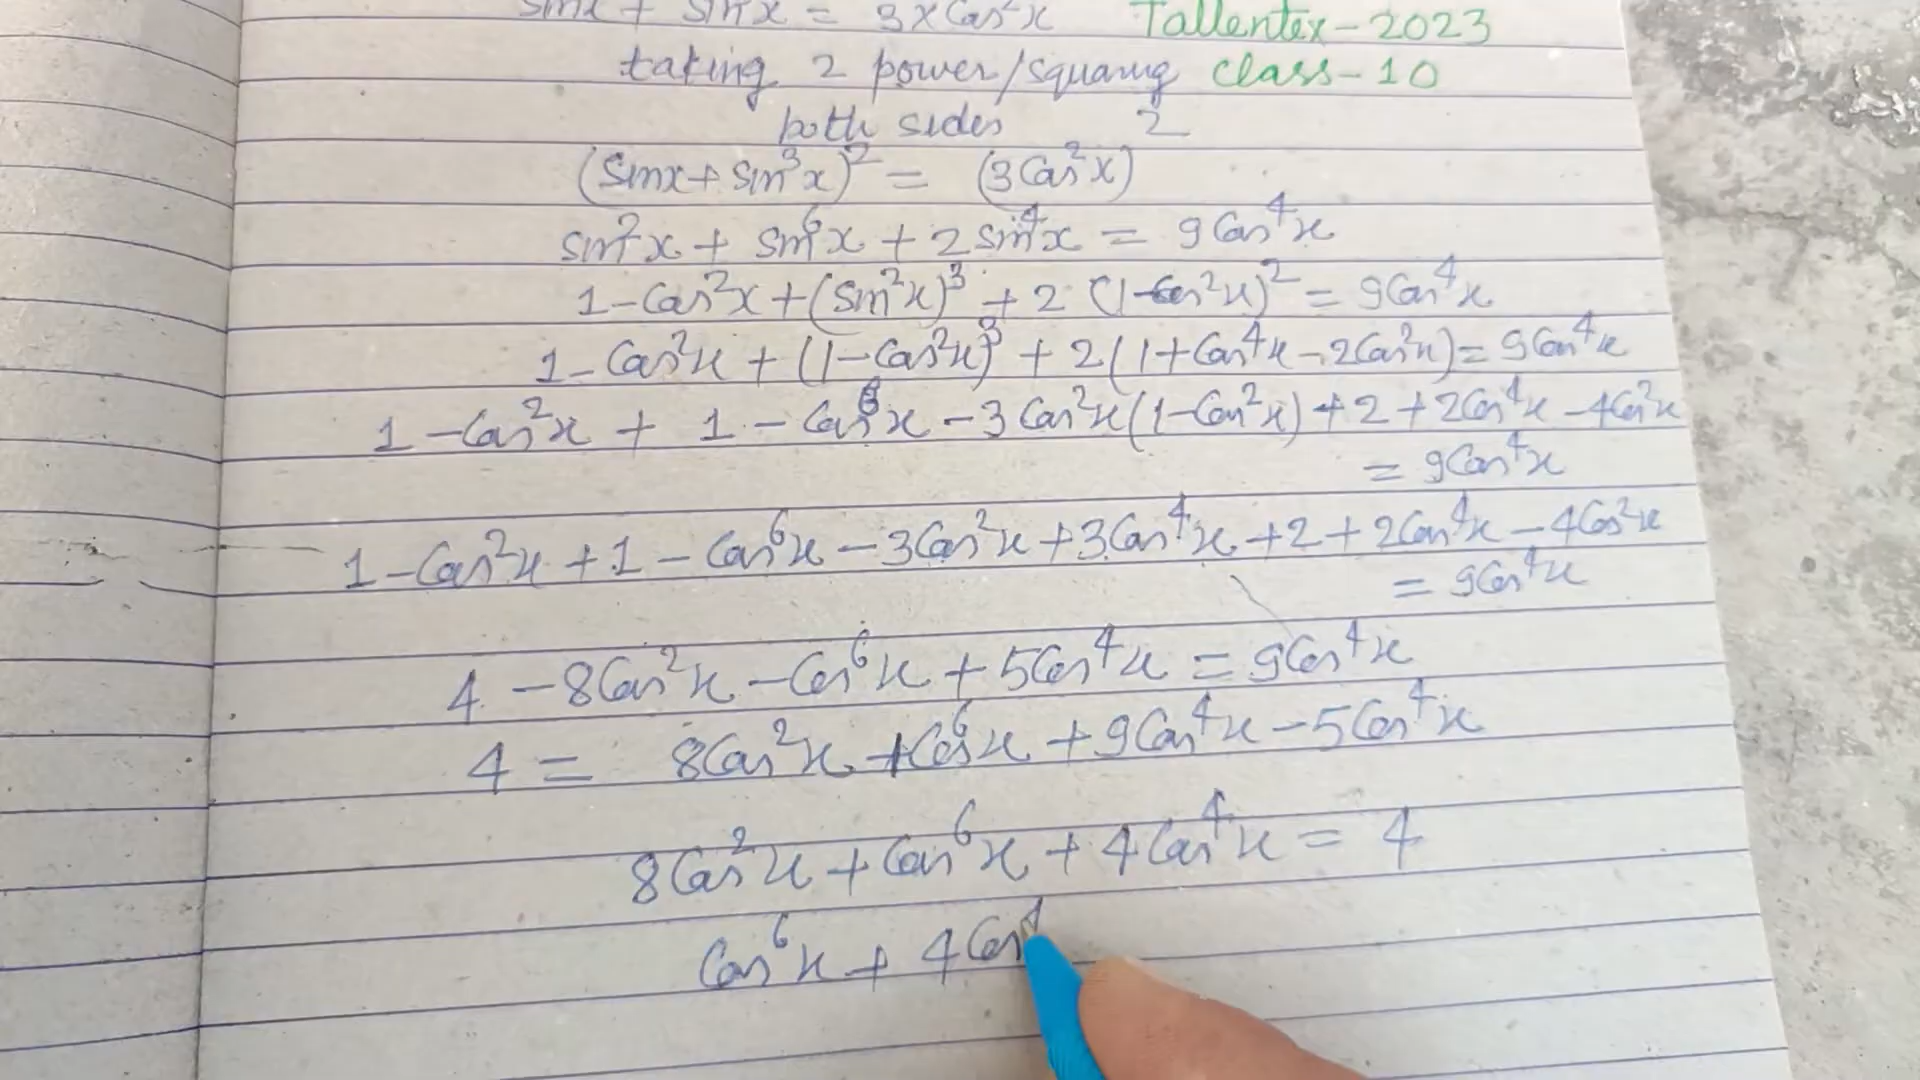 sinx + sin³x = 3xCos²x Tallentex-2023
taking 2 power/squaring class-10
both sides
(sinx+sin³x)² = (3Cos²x)²
sin²x + sin⁶x + 2sin⁴x = 9Cos⁴x
1-Cos²x+(sin²x)³ + 2(1-Cos²x)² = 9Cos⁴x
1-Cos²x + (1-Cos²x)³ + 2(1+Cos⁴x-2Cos²x)=9Cos⁴x
1-Cos²x + 1-Cos⁶x-3Cos²x(1-Cos²x)+2+2Cos⁴x-4Cos²x
= 9Cos⁴x
1-Cos²x+1-Cos⁶x-3Cos²x+3Cos⁴x+2+2Cos⁴x-4Cos²x
= 9Cos⁴x
4-8Cos²x-Cos⁶x+5Cos⁴x=9Cos⁴x
4 = 8Cos²x+Cos⁶x+9Cos⁴x-5Cos⁴x
8Cos²x+Cos⁶x+4Cos⁴x=4
Cos⁶x+4Cos⁴